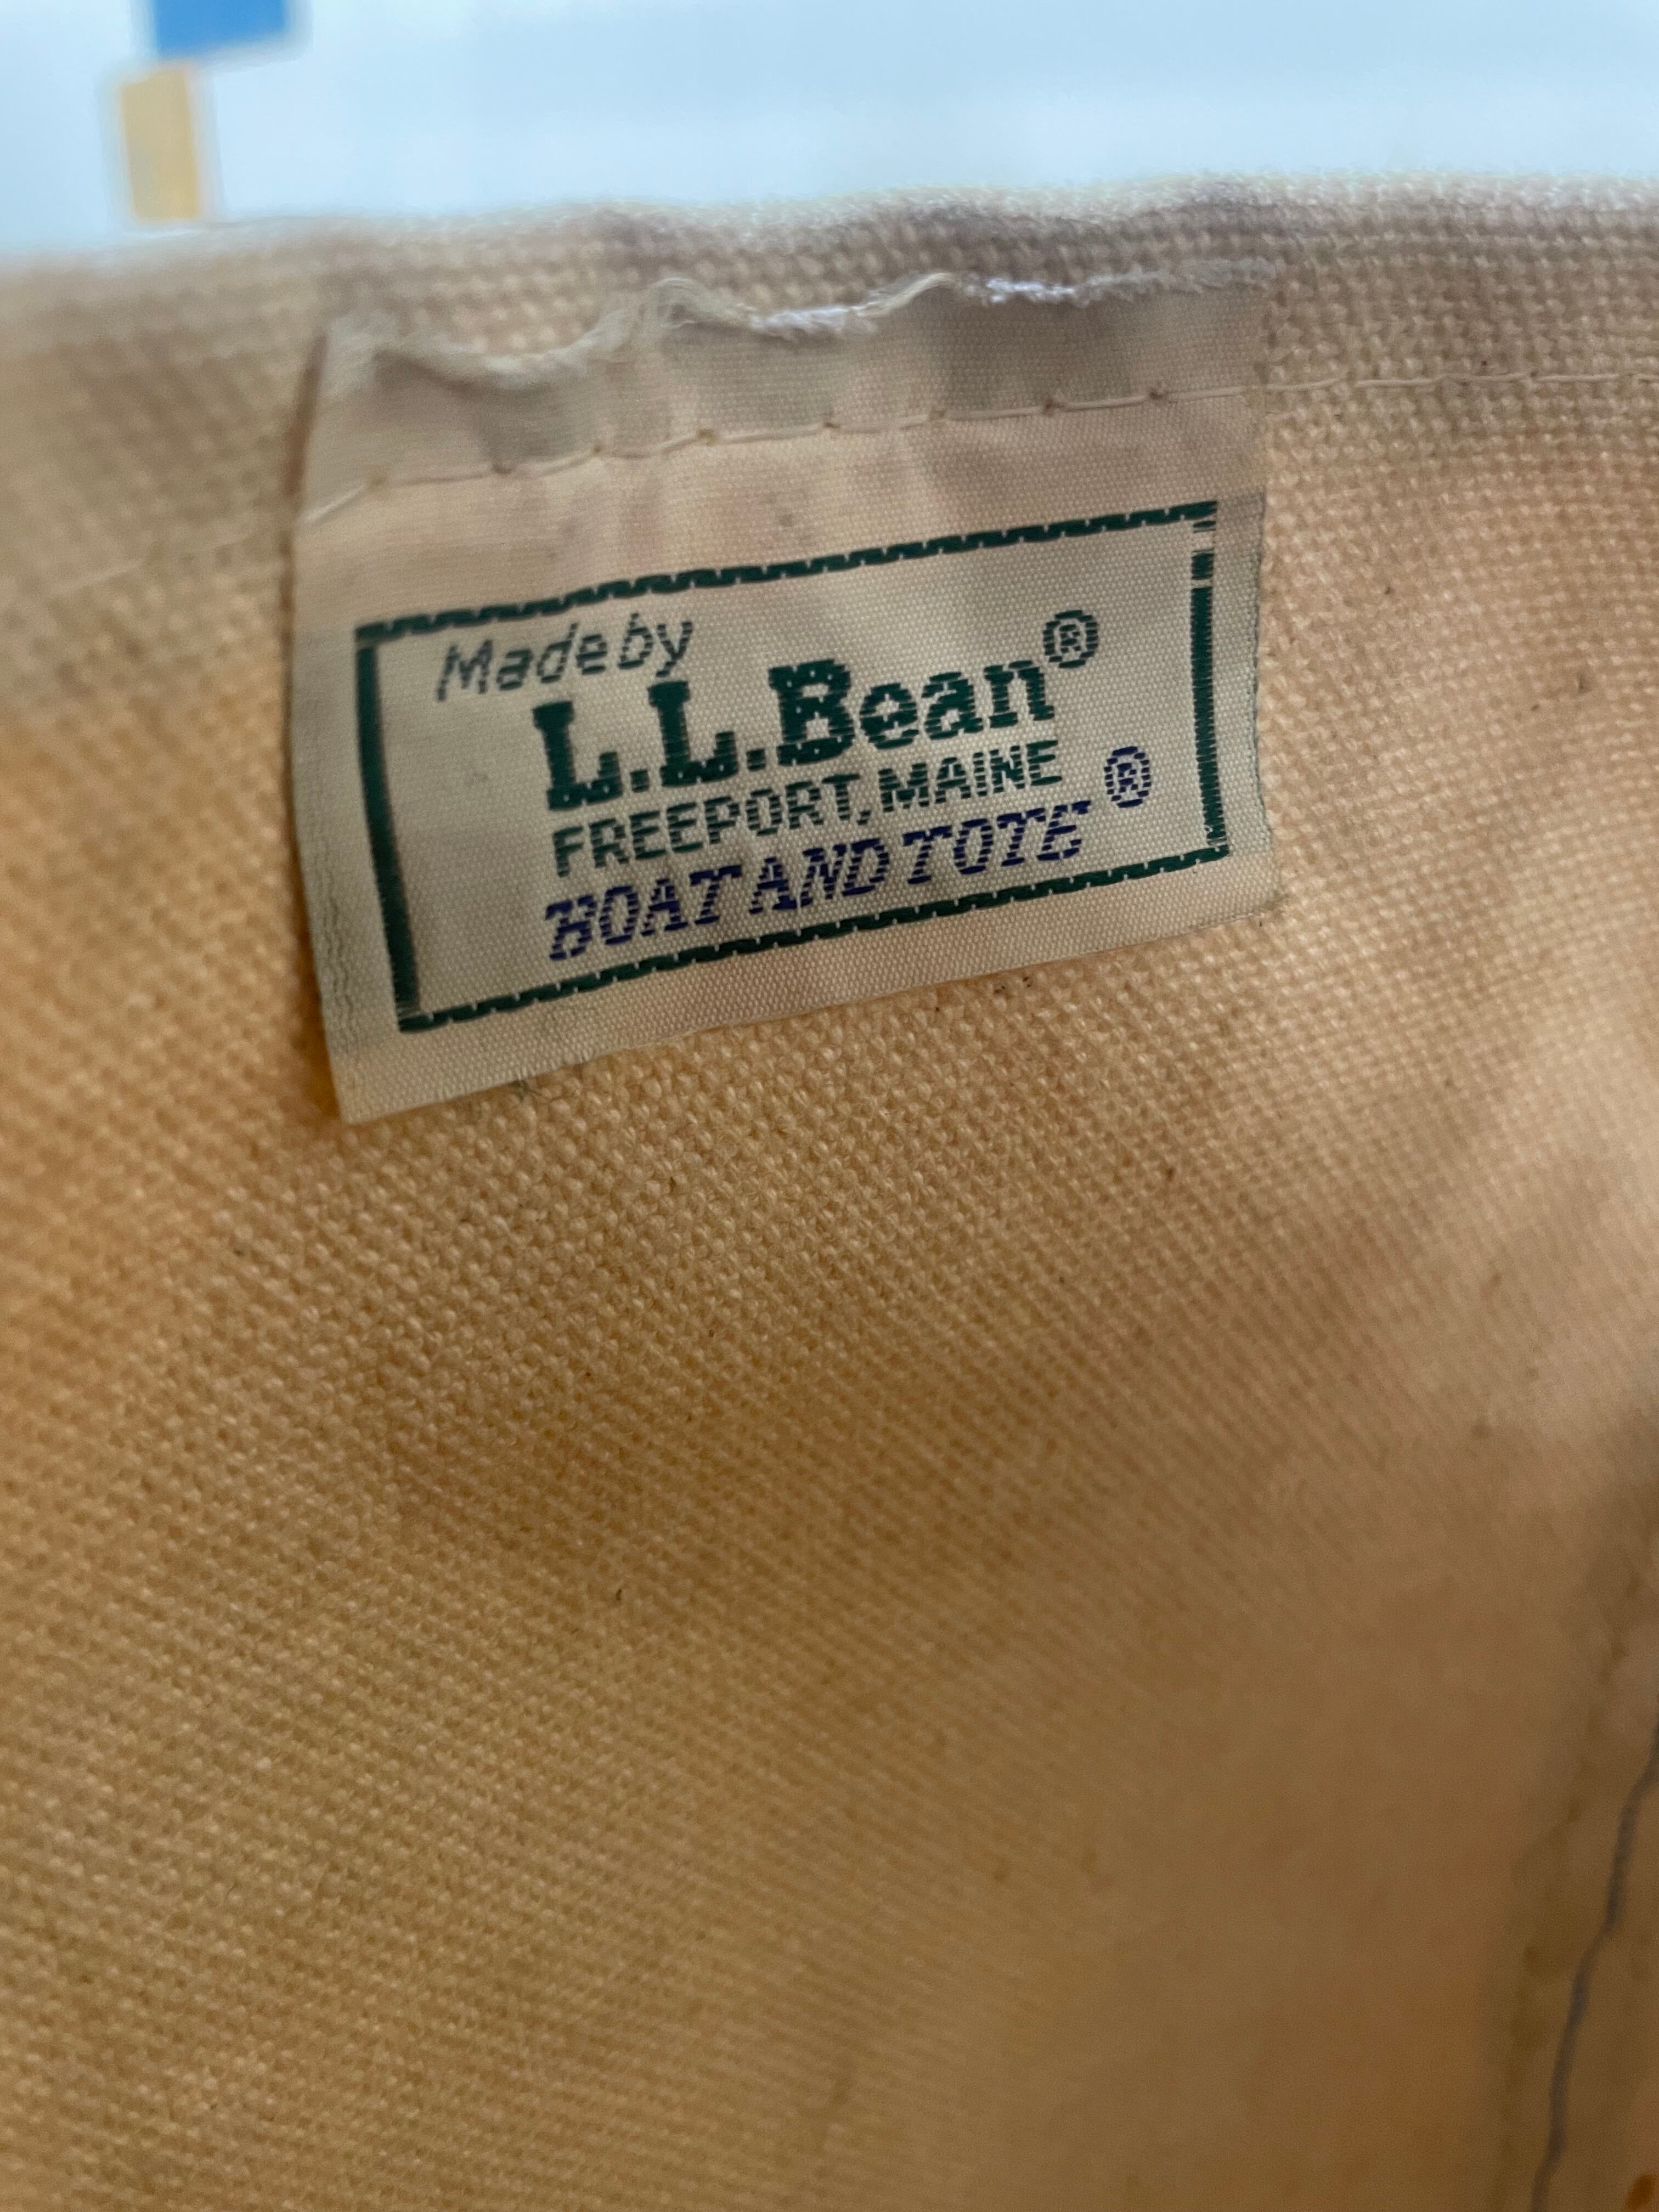 Made by
L.L.Bean®
FREEPORT, MAINE
BOAT AND TOTE®